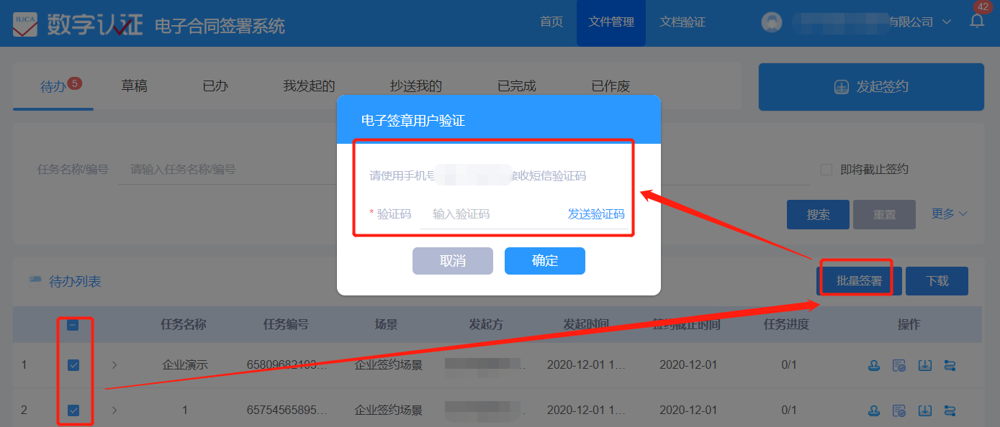 BJCA 数字认证 电子合同签署系统 首页 文件管理 文档验证 有限公司 42
待办 5 草稿 已办 我发起的 抄送我的 已完成 已作废 发起签约
电子签章用户验证
任务名称/编号 请输入任务名称/编号 即将截止签约
请使用手机号 接收短信验证码
* 验证码 输入验证码 发送验证码
搜索 重置 更多
取消 确定
待办列表 批量签署 下载
任务名称 任务编号 场景 发起方 发起时间 签约截止时间 任务进度 操作
1 企业演示 65809682103... 企业签约场景 2020-12-01 1... 2020-12-01 0/1
2 1 65754565895... 企业签约场景 2020-12-01 1... 2020-12-01 0/1